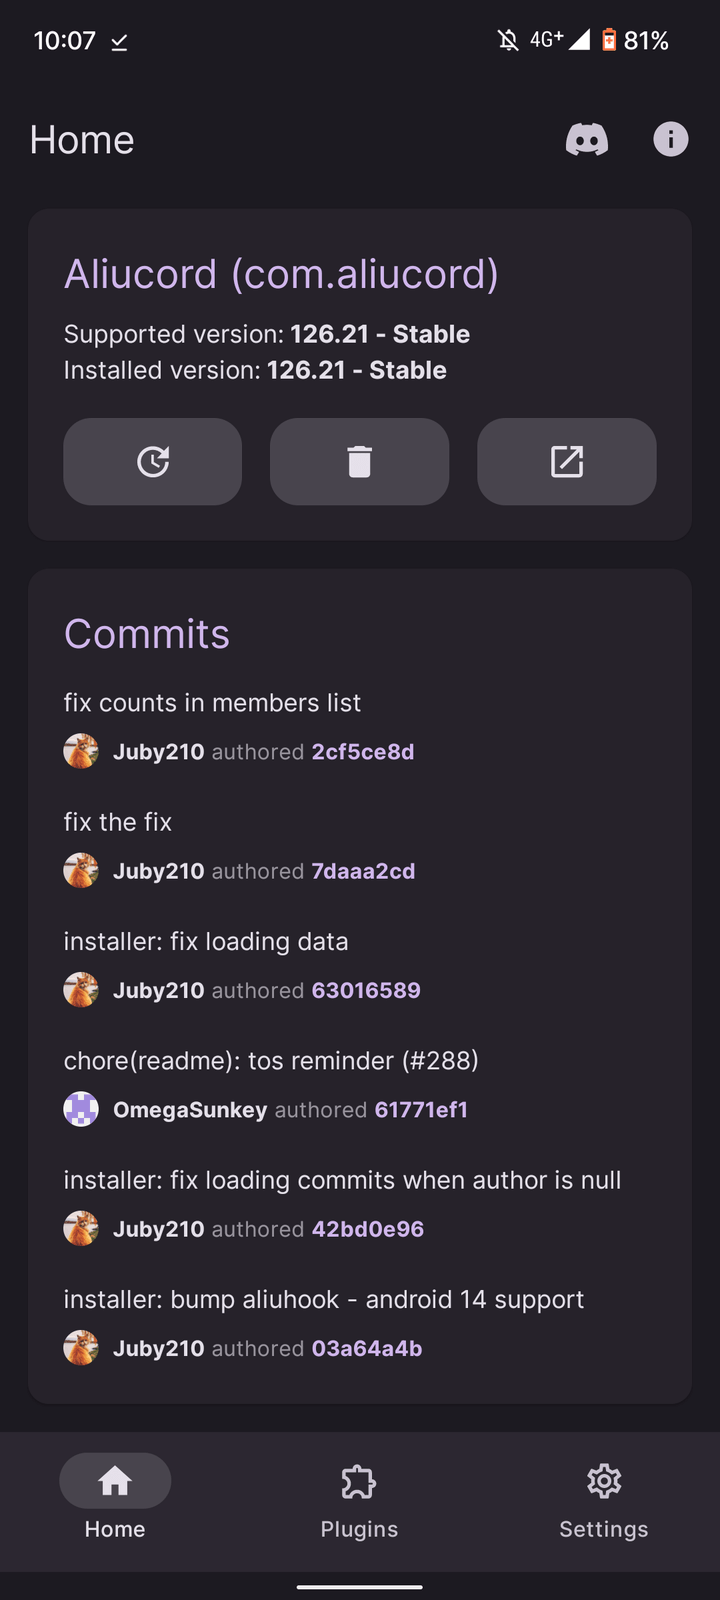 10:07
4G+
81%
Home
Aliucord (com.aliucord)
Supported version: 126.21 - Stable
Installed version: 126.21 - Stable
Commits
fix counts in members list
Juby210 authored 2cf5ce8d
fix the fix
Juby210 authored 7daaa2cd
installer: fix loading data
Juby210 authored 63016589
chore(readme): tos reminder (#288)
OmegaSunkey authored 61771ef1
installer: fix loading commits when author is null
Juby210 authored 42bd0e96
installer: bump aliuhook - android 14 support
Juby210 authored 03a64a4b
Home
Plugins
Settings